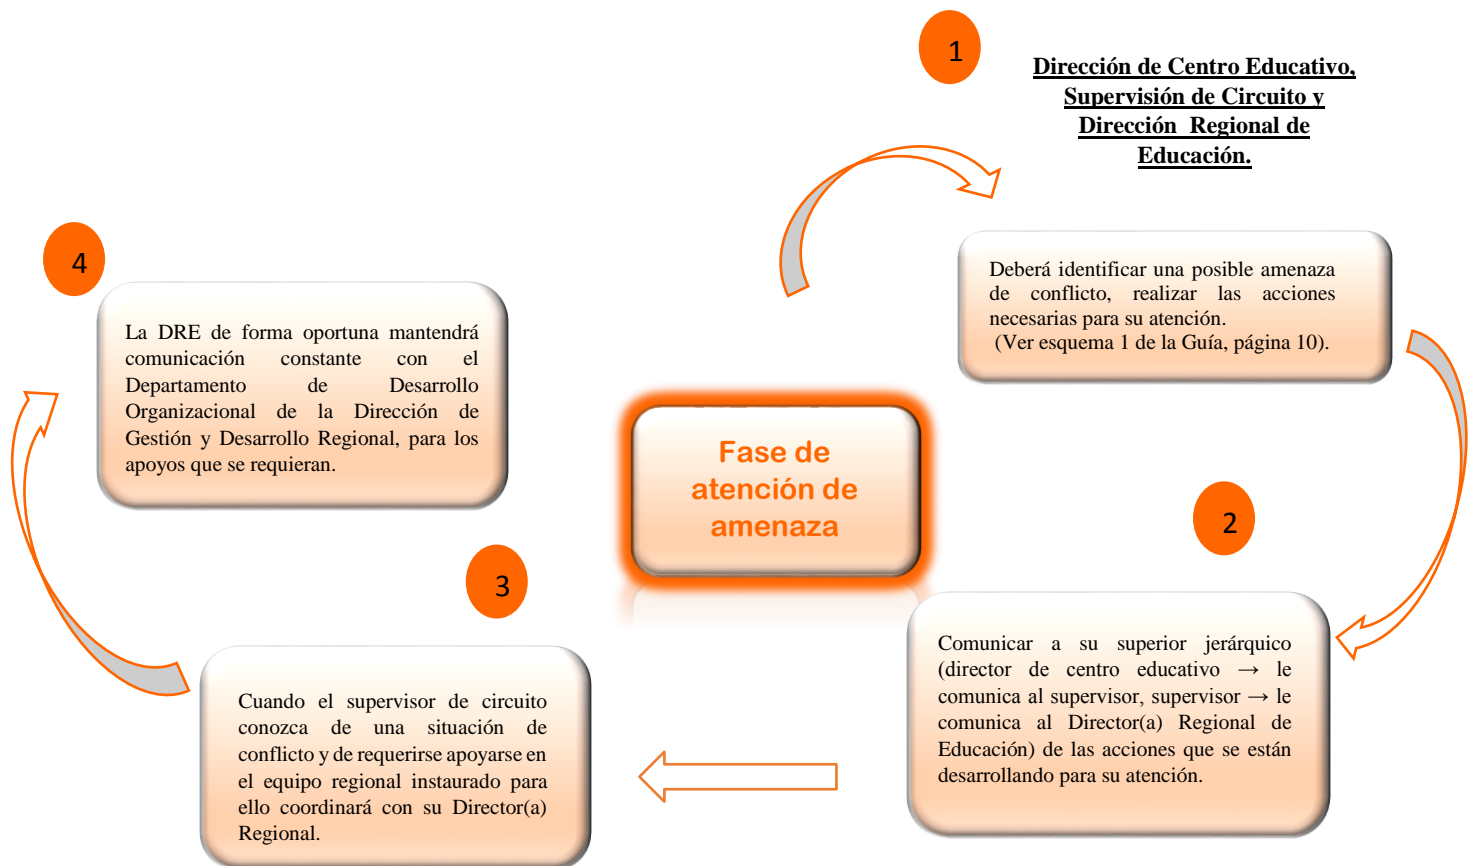 1
Dirección de Centro Educativo,
Supervisión de Circuito y
Dirección Regional de
Educación.
Deberá identificar una posible amenaza
de conflicto, realizar las acciones
necesarias para su atención.
(Ver esquema 1 de la Guía, página 10).
2
Comunicar a su superior jerárquico
(director de centro educativo → le
comunica al supervisor, supervisor → le
comunica al Director(a) Regional de
Educación) de las acciones que se están
desarrollando para su atención.
3
Cuando el supervisor de circuito
conozca de una situación de
conflicto y de requerirse apoyarse en
el equipo regional instaurado para
ello coordinará con su Director(a)
Regional.
4
La DRE de forma oportuna mantendrá
comunicación constante con el
Departamento de Desarrollo
Organizacional de la Dirección de
Gestión y Desarrollo Regional, para los
apoyos que se requieran.
Fase de
atención de
amenaza